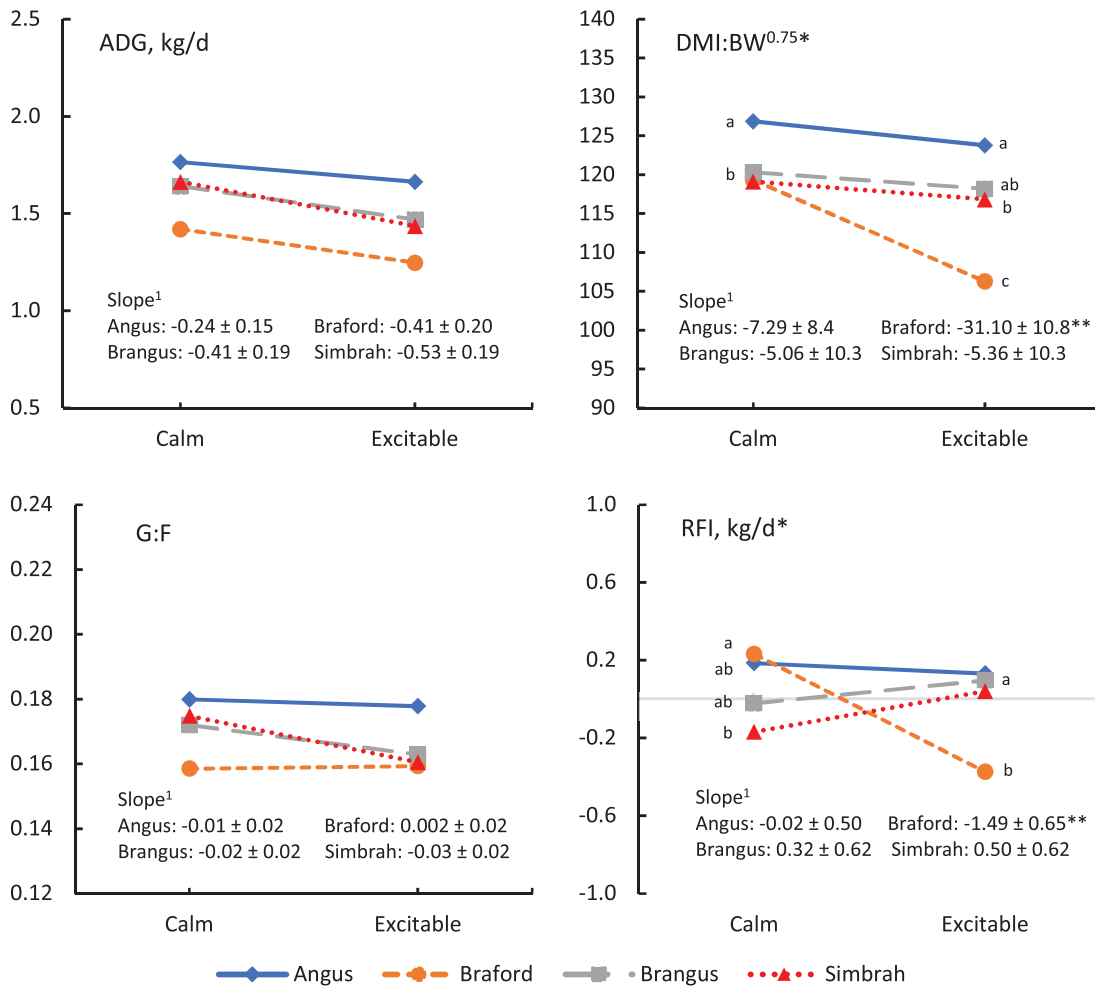 ADG, kg/d
2.5
2.0
1.5
1.0
0.5
Slope¹
Angus: -0.24 ± 0.15 Braford: -0.41 ± 0.20
Brangus: -0.41 ± 0.19 Simbrah: -0.53 ± 0.19
Calm Excitable
DMI:BW⁰·⁷⁵*
140
135
130
125
120
115
110
105
100
95
90
a
b
a
ab
b
c
Slope¹
Angus: -7.29 ± 8.4 Braford: -31.10 ± 10.8**
Brangus: -5.06 ± 10.3 Simbrah: -5.36 ± 10.3
Calm Excitable
G:F
0.24
0.22
0.20
0.18
0.16
0.14
0.12
Slope¹
Angus: -0.01 ± 0.02 Braford: 0.002 ± 0.02
Brangus: -0.02 ± 0.02 Simbrah: -0.03 ± 0.02
Calm Excitable
RFI, kg/d*
1.0
0.6
0.2
-0.2
-0.6
-1.0
a
ab
ab
b
a
b
Slope¹
Angus: -0.02 ± 0.50 Braford: -1.49 ± 0.65**
Brangus: 0.32 ± 0.62 Simbrah: 0.50 ± 0.62
Calm Excitable
Angus Braford Brangus Simbrah